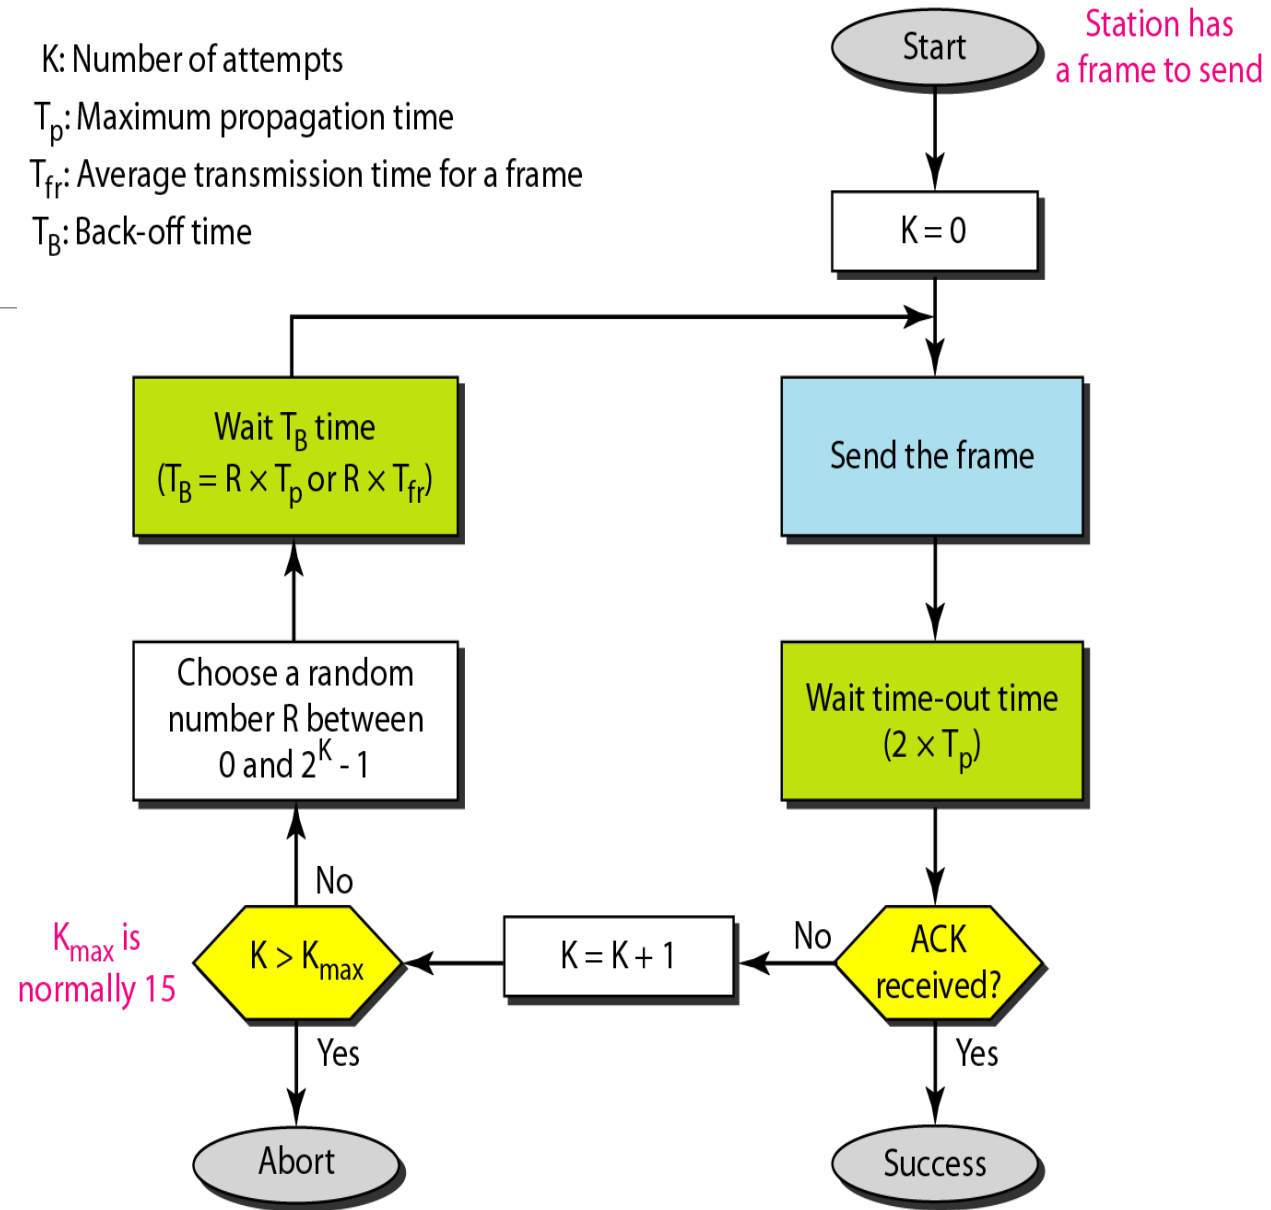 K: Number of attempts
Tp: Maximum propagation time
Tfr: Average transmission time for a frame
TB: Back-off time
Start
Station has
a frame to send
K = 0
Wait TB time
(TB = R × Tp or R × Tfr)
Send the frame
Choose a random
number R between
0 and 2^K - 1
Wait time-out time
(2 × Tp)
No
Kmax is
normally 15
K > Kmax
K = K + 1
No
ACK
received?
Yes
Yes
Abort
Success